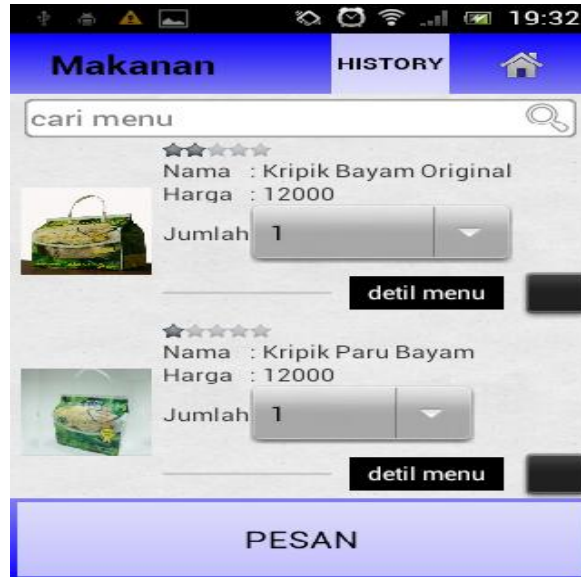 19:32
Makanan HISTORY
cari menu
Nama : Kripik Bayam Original
Harga : 12000
Jumlah 1
detil menu
Nama : Kripik Paru Bayam
Harga : 12000
Jumlah 1
detil menu
PESAN